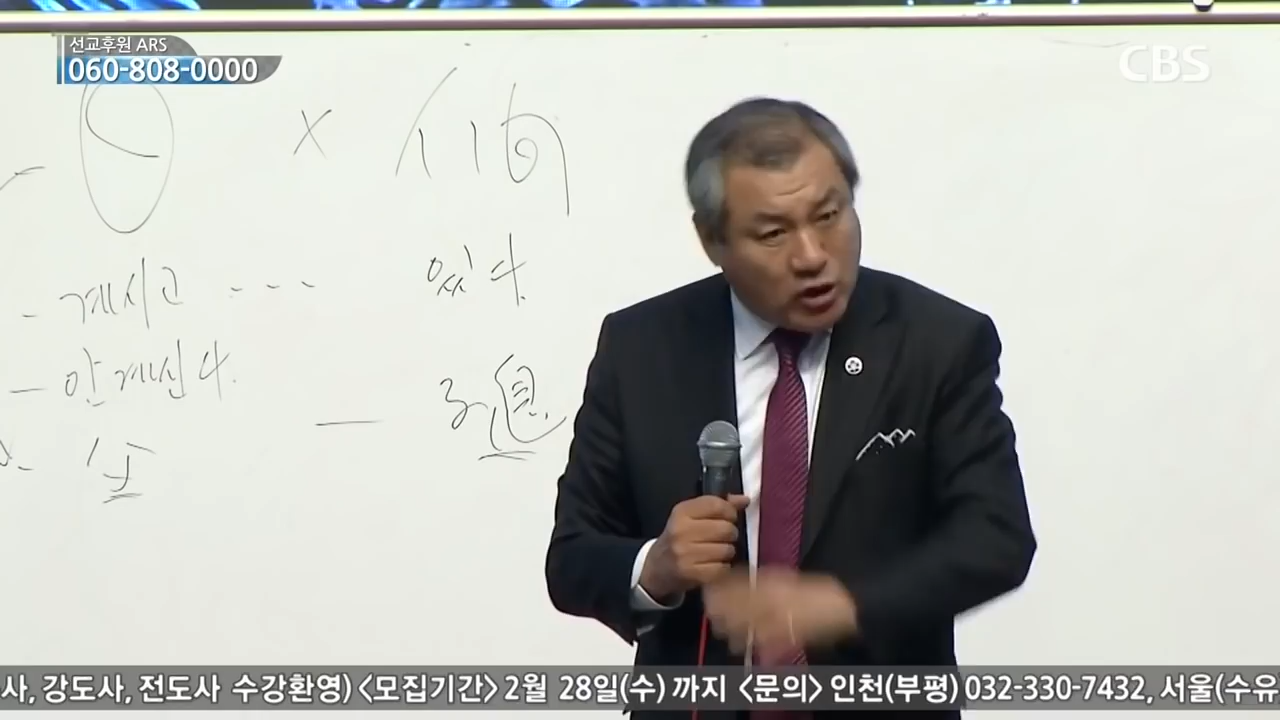 선교후원 ARS
060-808-0000
CBS
x
계시고 ... 있다.
- 안계신다.
사, 강도사, 전도사 수강환영) <모집기간> 2월 28일(수) 까지 <문의> 인천(부평) 032-330-7432, 서울(수유